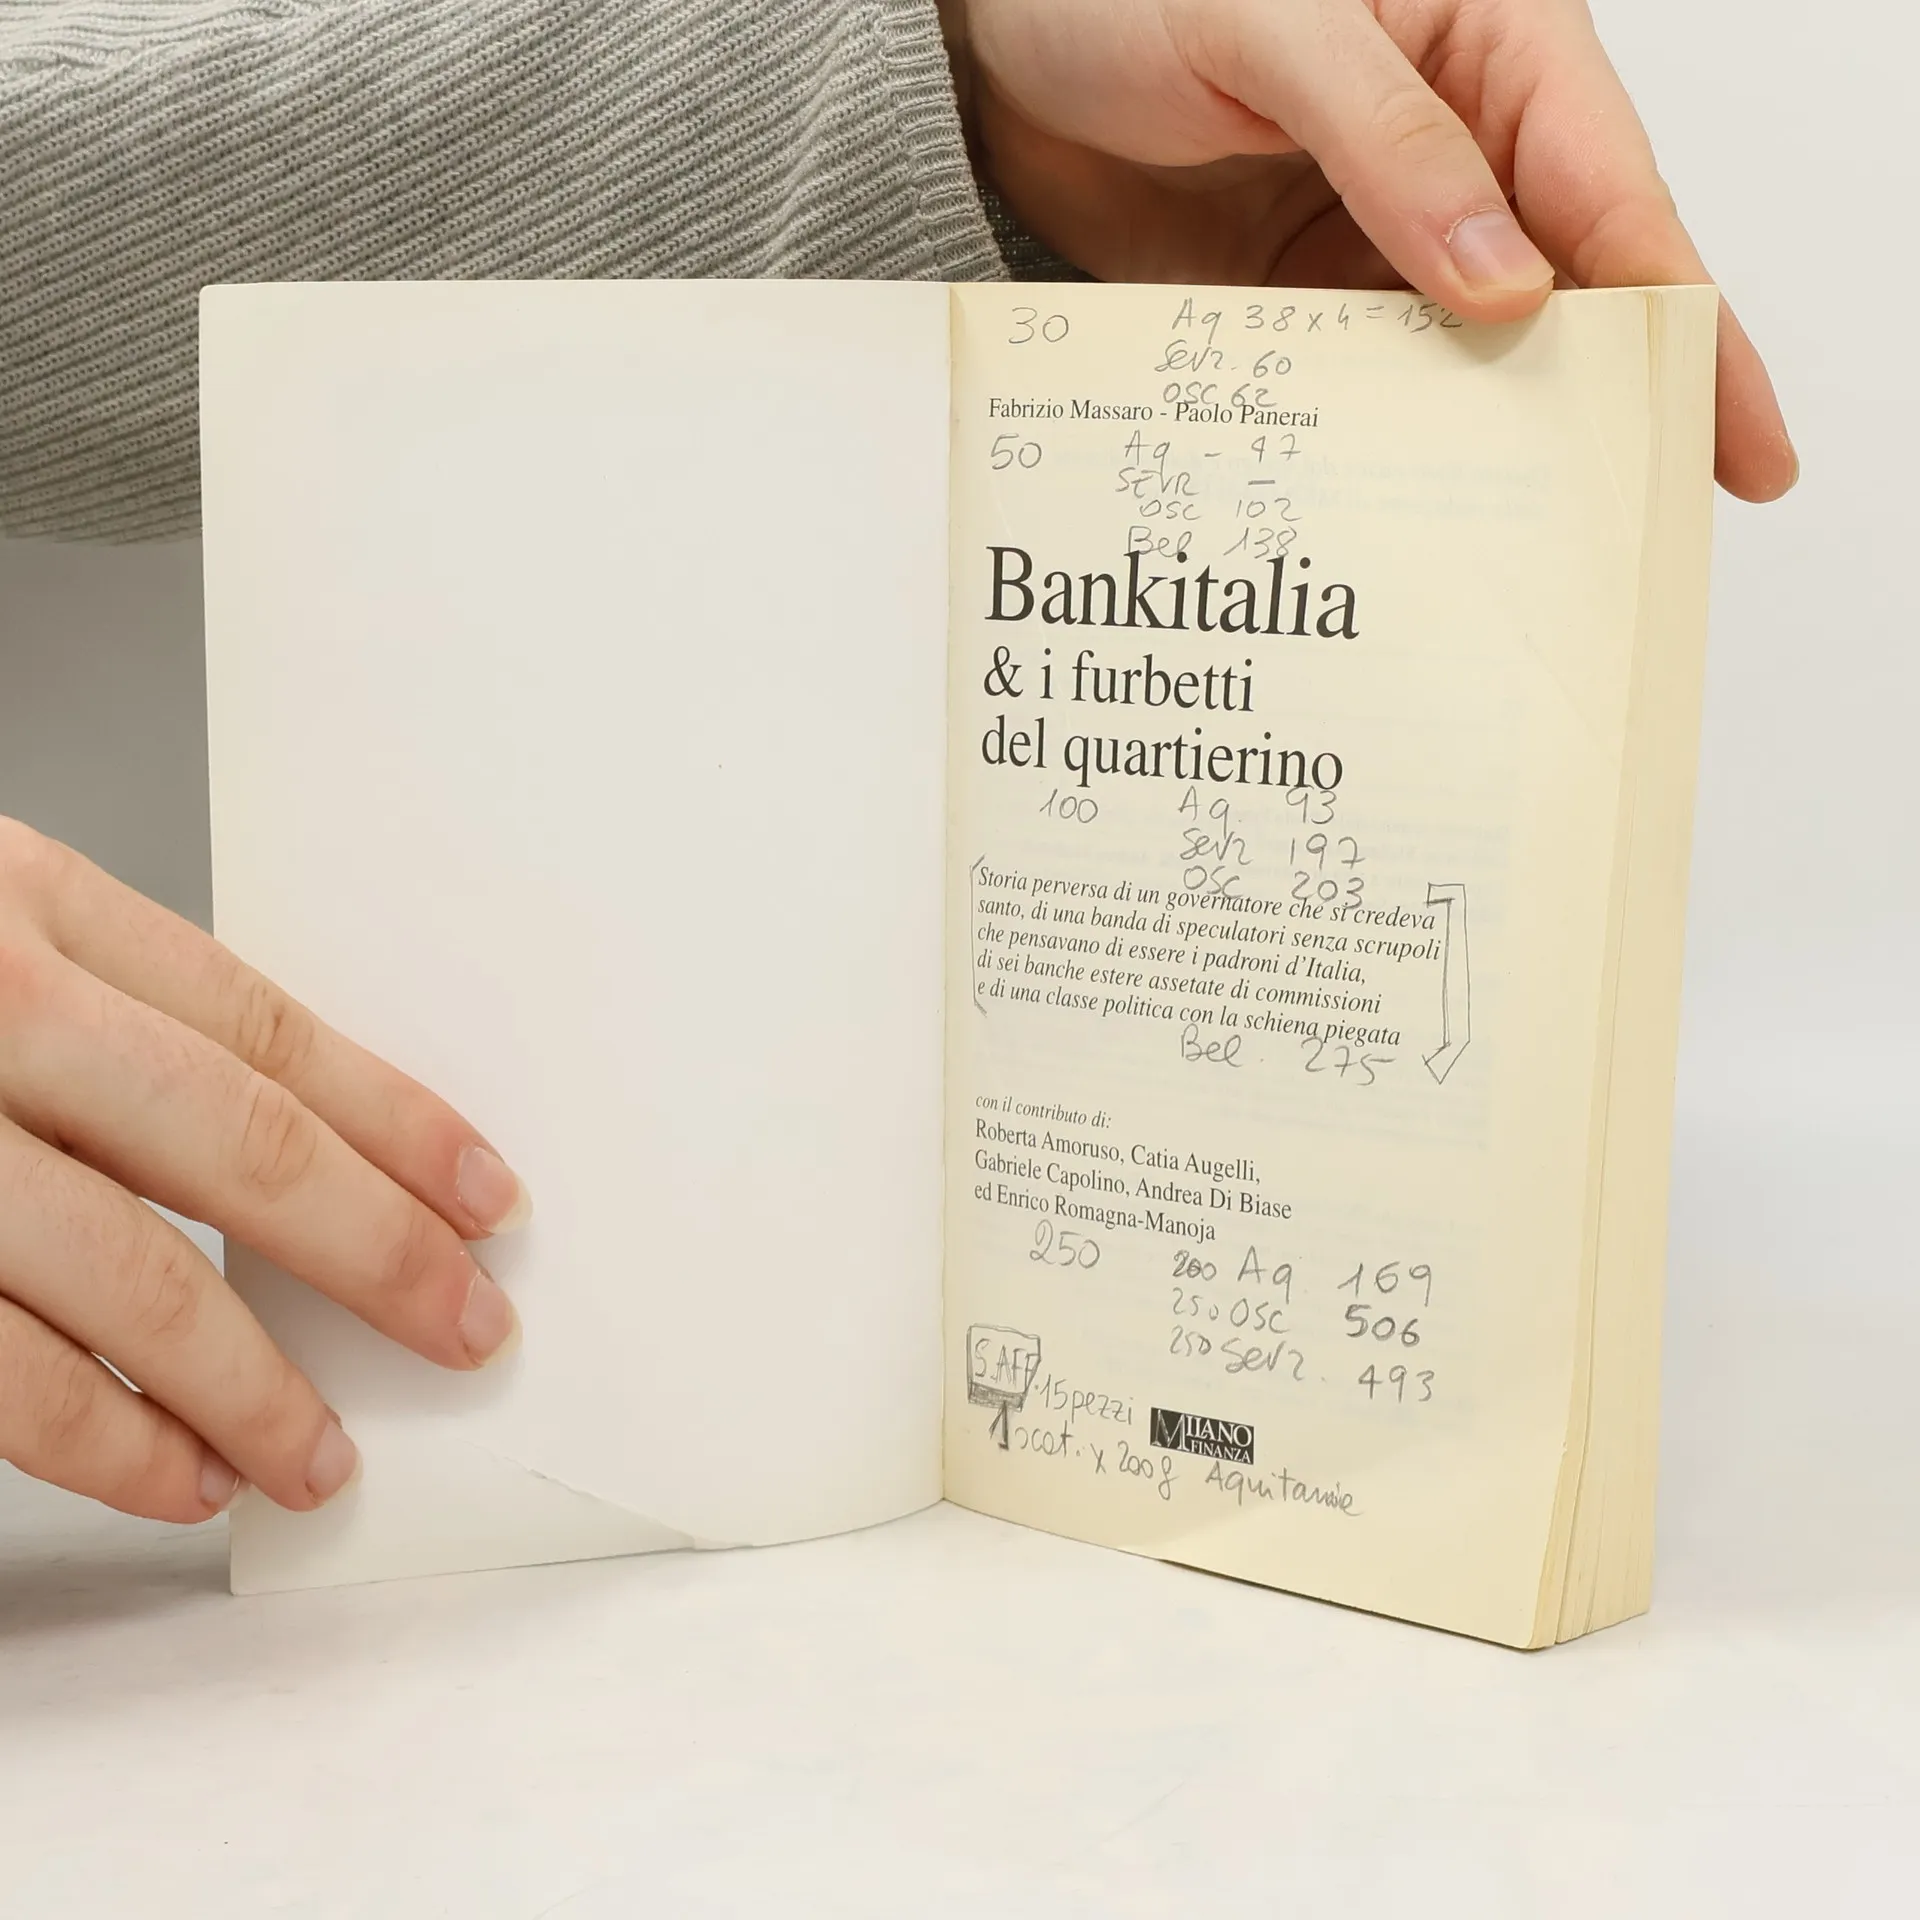 30 Aq 38 x 4 = 152
Sevr. 60
OSC 62
Fabrizio Massaro - Paolo Panerai
50 Aq - 47
SEVR —
OSC 102
Bel 138
Bankitalia
& i furbetti
del quartierino
100 Aq. 93
Sevr 197
OSC 203
Storia perversa di un governatore che si credeva
santo, di una banda di speculatori senza scrupoli
che pensavano di essere i padroni d'Italia,
di sei banche estere assetate di commissioni
e di una classe politica con la schiena piegata
Bel. 275
con il contributo di:
Roberta Amoruso, Catia Augelli,
Gabriele Capolino, Andrea Di Biase
ed Enrico Romagna-Manoja
250 200 Aq. 169
250 OSC 506
250 Sevr. 493
S.AFF. 15 pezzi
MILANO
FINANZA
1 scat. x 200 g Aquitanie